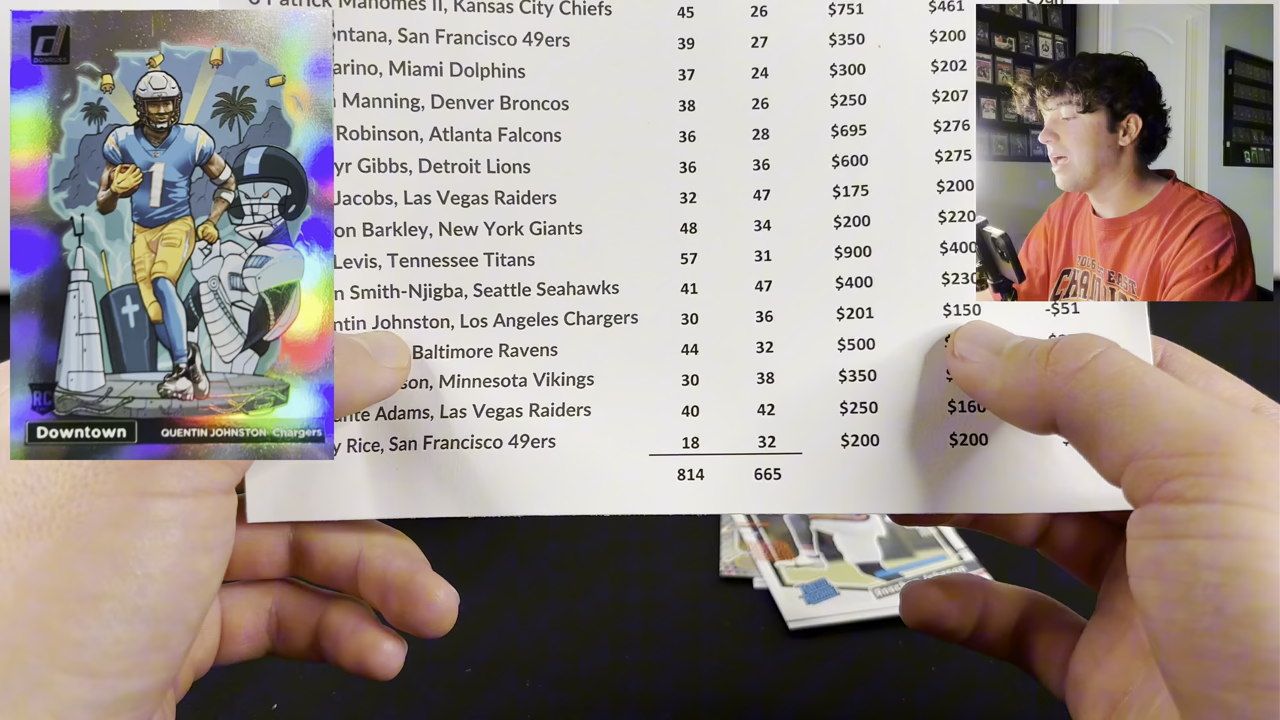 Patrick Mahomes II, Kansas City Chiefs 45 26 $751 $461 $290
ntana, San Francisco 49ers 39 27 $350 $200
arino, Miami Dolphins 37 24 $300 $202
Manning, Denver Broncos 38 26 $250 $207
Robinson, Atlanta Falcons 36 28 $695 $276
yr Gibbs, Detroit Lions 36 36 $600 $275
Jacobs, Las Vegas Raiders 32 47 $175 $200
on Barkley, New York Giants 48 34 $200 $220
Levis, Tennessee Titans 57 31 $900 $400
n Smith-Njigba, Seattle Seahawks 41 47 $400 $230
ntin Johnston, Los Angeles Chargers 30 36 $201 $150 -$51
Baltimore Ravens 44 32 $500
son, Minnesota Vikings 30 38 $350
ante Adams, Las Vegas Raiders 40 42 $250 $160
y Rice, San Francisco 49ers 18 32 $200 $200
814 665
d
DONRUSS
1
RC
Downtown QUENTIN JOHNSTON Chargers